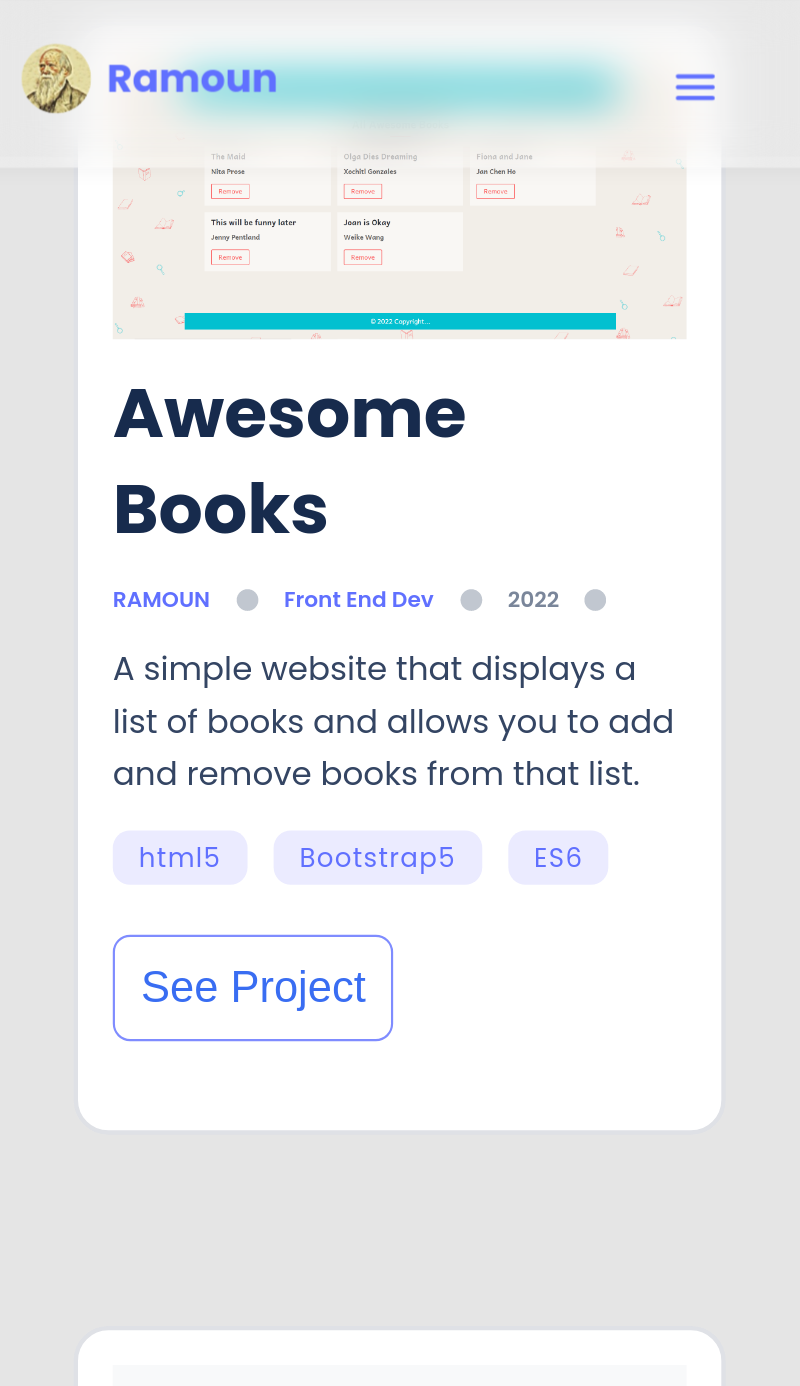 Ramoun
The Maid
Olga Dies Dreaming
Fiona and Jane
Nita Prose
Xochitl Gonzales
Jan Chen Ho
Remove
Remove
Remove
This will be funny later
Joan is Okay
Jenny Pentland
Weike Wang
Remove
Remove
© 2022 Copyright...
Awesome
Books
RAMOUN
Front End Dev
2022
A simple website that displays a
list of books and allows you to add
and remove books from that list.
html5
Bootstrap5
ES6
See Project